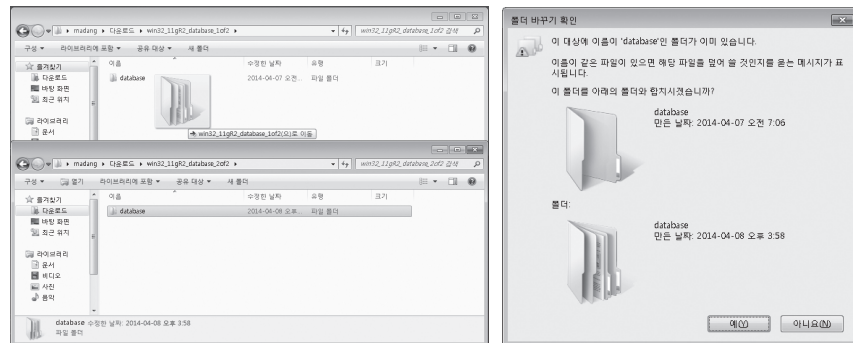 madang ▸ 다운로드 ▸ win32_11gR2_database_1of2 ▸
win32_11gR2_database_1of2 검색
구성 ▾ 라이브러리에 포함 ▾ 공유 대상 ▾ 새 폴더
이름 수정한 날짜 유형 크기
즐겨찾기
다운로드
바탕 화면
최근 위치
라이브러리
문서
database 2014-04-07 오전... 파일 폴더
win32_11gR2_database_1of2(으)로 이동
madang ▸ 다운로드 ▸ win32_11gR2_database_2of2 ▸
win32_11gR2_database_2of2 검색
구성 ▾ 열기 라이브러리에 포함 ▾ 공유 대상 ▾ 새 폴더
이름 수정한 날짜 유형 크기
즐겨찾기
다운로드
바탕 화면
최근 위치
라이브러리
문서
비디오
사진
음악
database 2014-04-08 오후... 파일 폴더
database 수정한 날짜: 2014-04-08 오후 3:58
파일 폴더
폴더 바꾸기 확인
이 대상에 이름이 'database'인 폴더가 이미 있습니다.
이름이 같은 파일이 있으면 해당 파일을 덮어 쓸 것인지를 묻는 메시지가 표
시됩니다.
이 폴더를 아래의 폴더와 합치시겠습니까?
database
만든 날짜: 2014-04-07 오전 7:06
폴더:
database
만든 날짜: 2014-04-08 오후 3:58
예(Y) 아니요(N)